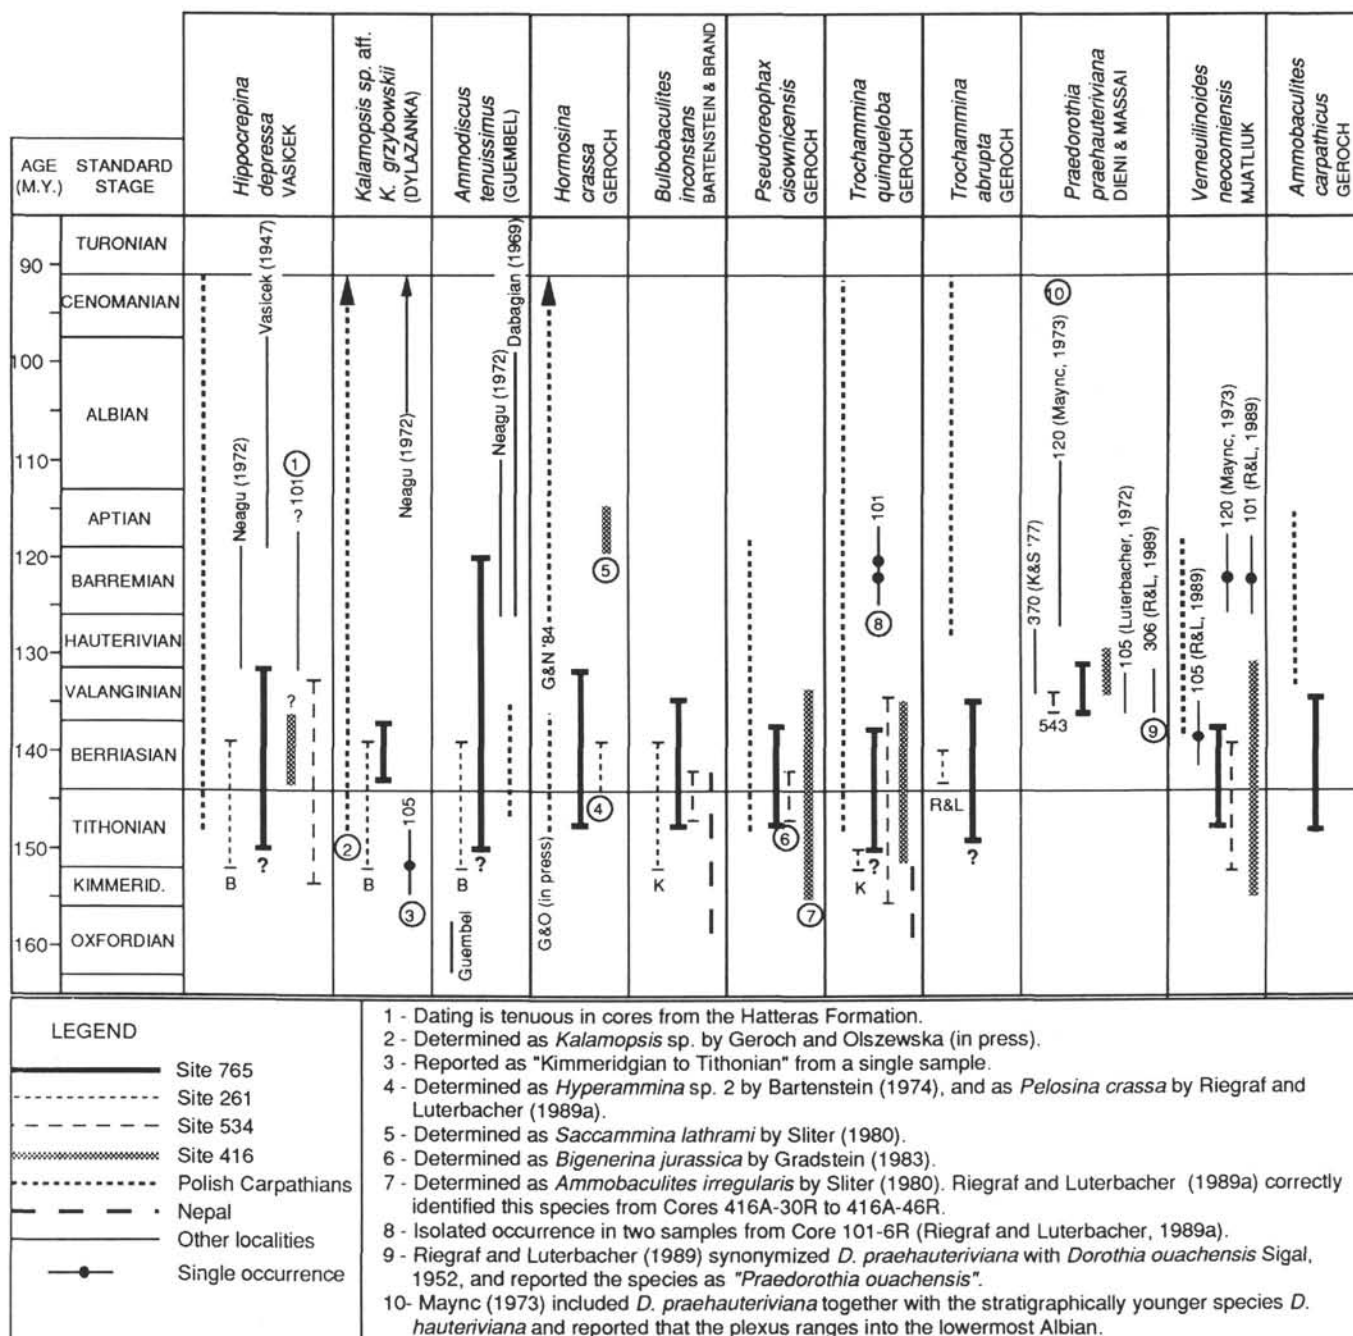 Hippocrepina
depressa
VASICEK
Kalamopsis sp. aff.
K. grzybowskii
(DYLAZANKA)
Ammodiscus
tenuissimus
(GUEMBEL)
Hormosina
crassa
GEROCH
Bulbobaculites
inconstans
BARTENSTEIN & BRAND
Pseudoreophax
cisownicensis
GEROCH
Trochammina
quinqueloba
GEROCH
Trochammina
abrupta
GEROCH
Praedorothia
praehauteriviana
DIENI & MASSAI
Verneuilinoides
neocomiensis
MJATLIUK
Ammobaculites
carpathicus
GEROCH
AGE
(M.Y.)
STANDARD
STAGE
90
100
110
120
130
140
150
160
TURONIAN
CENOMANIAN
ALBIAN
APTIAN
BARREMIAN
HAUTERIVIAN
VALANGINIAN
BERRIASIAN
TITHONIAN
KIMMERID.
OXFORDIAN
Neagu (1972)
Vasicek (1947)
1
101
?
?
B
?
2
B
Neagu (1972)
105
3
B
Guembel
?
Neagu (1972)
Dabagian (1969)
G&N '84
G&O (in press)
4
5
K
6
7
K
?
101
8
R&L
?
370 (K&S '77)
543
10
120 (Maync, 1973)
105 (Luterbacher, 1972)
306 (R&L, 1989)
9
105 (R&L, 1989)
120 (Maync, 1973)
101 (R&L, 1989)
LEGEND
Site 765
Site 261
Site 534
Site 416
Polish Carpathians
Nepal
Other localities
Single occurrence
1 - Dating is tenuous in cores from the Hatteras Formation.
2 - Determined as Kalamopsis sp. by Geroch and Olszewska (in press).
3 - Reported as "Kimmeridgian to Tithonian" from a single sample.
4 - Determined as Hyperammina sp. 2 by Bartenstein (1974), and as Pelosina crassa by Riegraf and
Luterbacher (1989a).
5 - Determined as Saccammina lathrami by Sliter (1980).
6 - Determined as Bigenerina jurassica by Gradstein (1983).
7 - Determined as Ammobaculites irregularis by Sliter (1980). Riegraf and Luterbacher (1989a) correctly
identified this species from Cores 416A-30R to 416A-46R.
8 - Isolated occurrence in two samples from Core 101-6R (Riegraf and Luterbacher, 1989a).
9 - Riegraf and Luterbacher (1989) synonymized D. praehauteriviana with Dorothia ouachensis Sigal,
1952, and reported the species as "Praedorothia ouachensis".
10- Maync (1973) included D. praehauteriviana together with the stratigraphically younger species D.
hauteriviana and reported that the plexus ranges into the lowermost Albian.